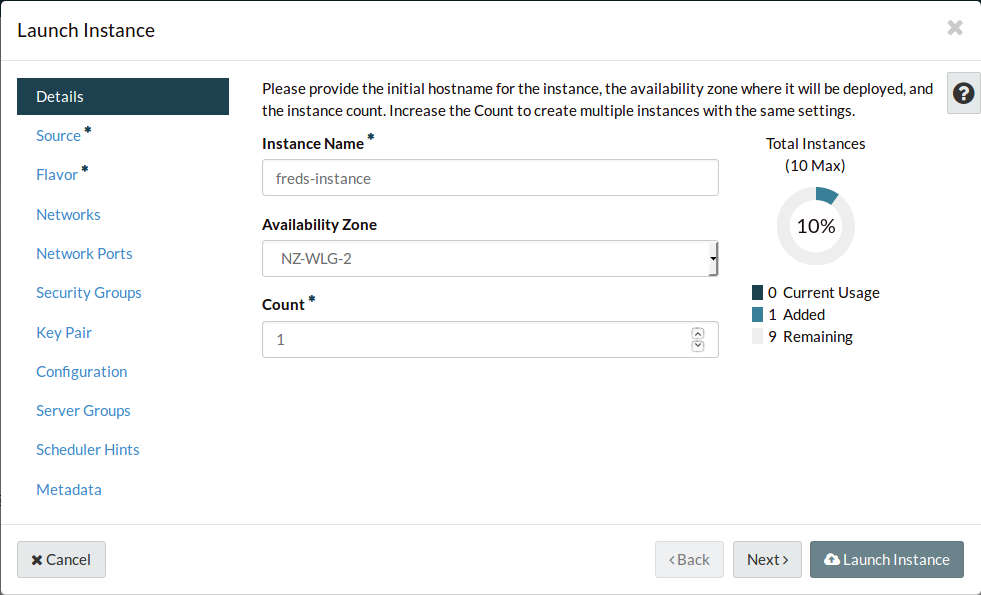 Launch Instance
Details
Source *
Flavor *
Networks
Network Ports
Security Groups
Key Pair
Configuration
Server Groups
Scheduler Hints
Metadata
Please provide the initial hostname for the instance, the availability zone where it will be deployed, and
the instance count. Increase the Count to create multiple instances with the same settings.
Instance Name *
freds-instance
Availability Zone
NZ-WLG-2
Count *
1
Total Instances
(10 Max)
10%
0 Current Usage
1 Added
9 Remaining
Cancel
Back
Next
Launch Instance